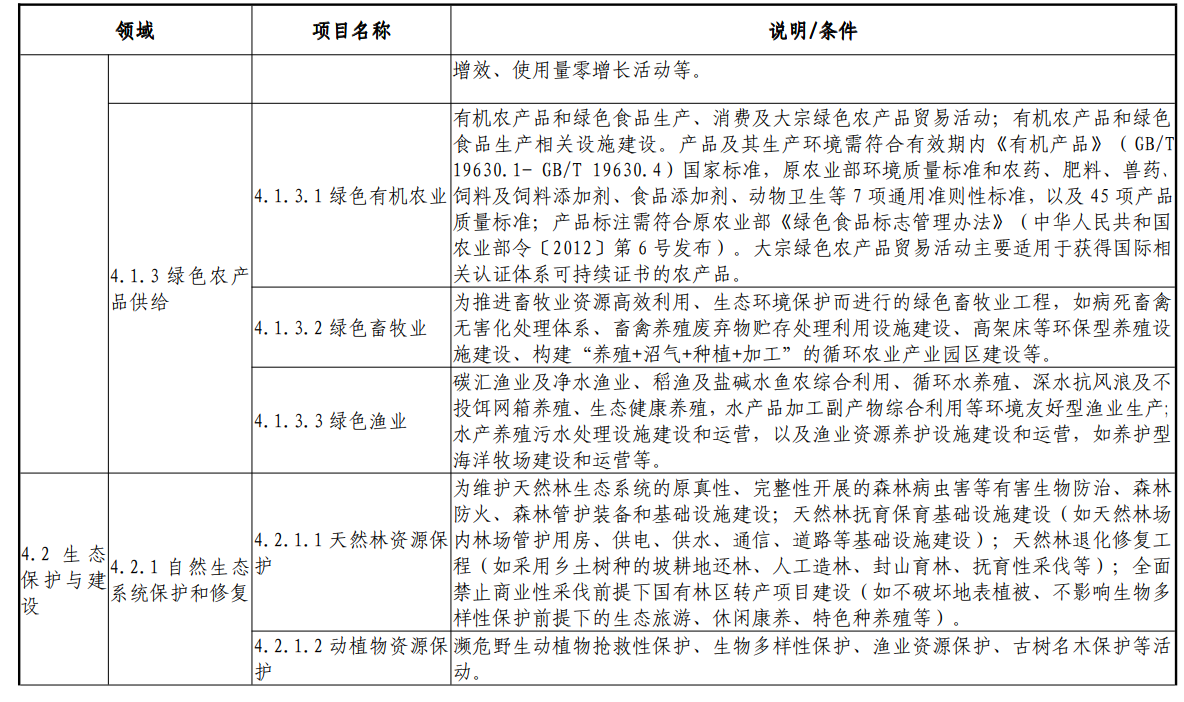 领域 项目名称 说明/条件
增效、使用量零增长活动等。
4.1.3 绿色农产
品供给
4.1.3.1 绿色有机农业
有机农产品和绿色食品生产、消费及大宗绿色农产品贸易活动；有机农产品和绿色
食品生产相关设施建设。产品及其生产环境需符合有效期内《有机产品》（GB/T
19630.1- GB/T 19630.4）国家标准，原农业部环境质量标准和农药、肥料、兽药、
饲料及饲料添加剂、食品添加剂、动物卫生等 7 项通用准则性标准，以及 45 项产品
质量标准；产品标注需符合原农业部《绿色食品标志管理办法》（中华人民共和国
农业部令〔2012〕第 6 号发布）。大宗绿色农产品贸易活动主要适用于获得国际相
关认证体系可持续证书的农产品。
4.1.3.2 绿色畜牧业
为推进畜牧业资源高效利用、生态环境保护而进行的绿色畜牧业工程，如病死畜禽
无害化处理体系、畜禽养殖废弃物贮存处理利用设施建设、高架床等环保型养殖设
施建设、构建“养殖+沼气+种植+加工”的循环农业产业园区建设等。
4.1.3.3 绿色渔业
碳汇渔业及净水渔业、稻渔及盐碱水鱼农综合利用、循环水养殖、深水抗风浪及不
投饵网箱养殖、生态健康养殖，水产品加工副产物综合利用等环境友好型渔业生产；
水产养殖污水处理设施建设和运营，以及渔业资源养护设施建设和运营，如养护型
海洋牧场建设和运营等。
4.2 生态
保护与建
设
4.2.1 自然生态
系统保护和修复
4.2.1.1 天然林资源保
护
为维护天然林生态系统的原真性、完整性开展的森林病虫害等有害生物防治、森林
防火、森林管护装备和基础设施建设；天然林抚育保育基础设施建设（如天然林场
内林场管护用房、供电、供水、通信、道路等基础设施建设）；天然林退化修复工
程（如采用乡土树种的坡耕地还林、人工造林、封山育林、抚育性采伐等）；全面
禁止商业性采伐前提下国有林区转产项目建设（如不破坏地表植被、不影响生物多
样性保护前提下的生态旅游、休闲康养、特色种养殖等）。
4.2.1.2 动植物资源保
护
濒危野生动植物抢救性保护、生物多样性保护、渔业资源保护、古树名木保护等活
动。